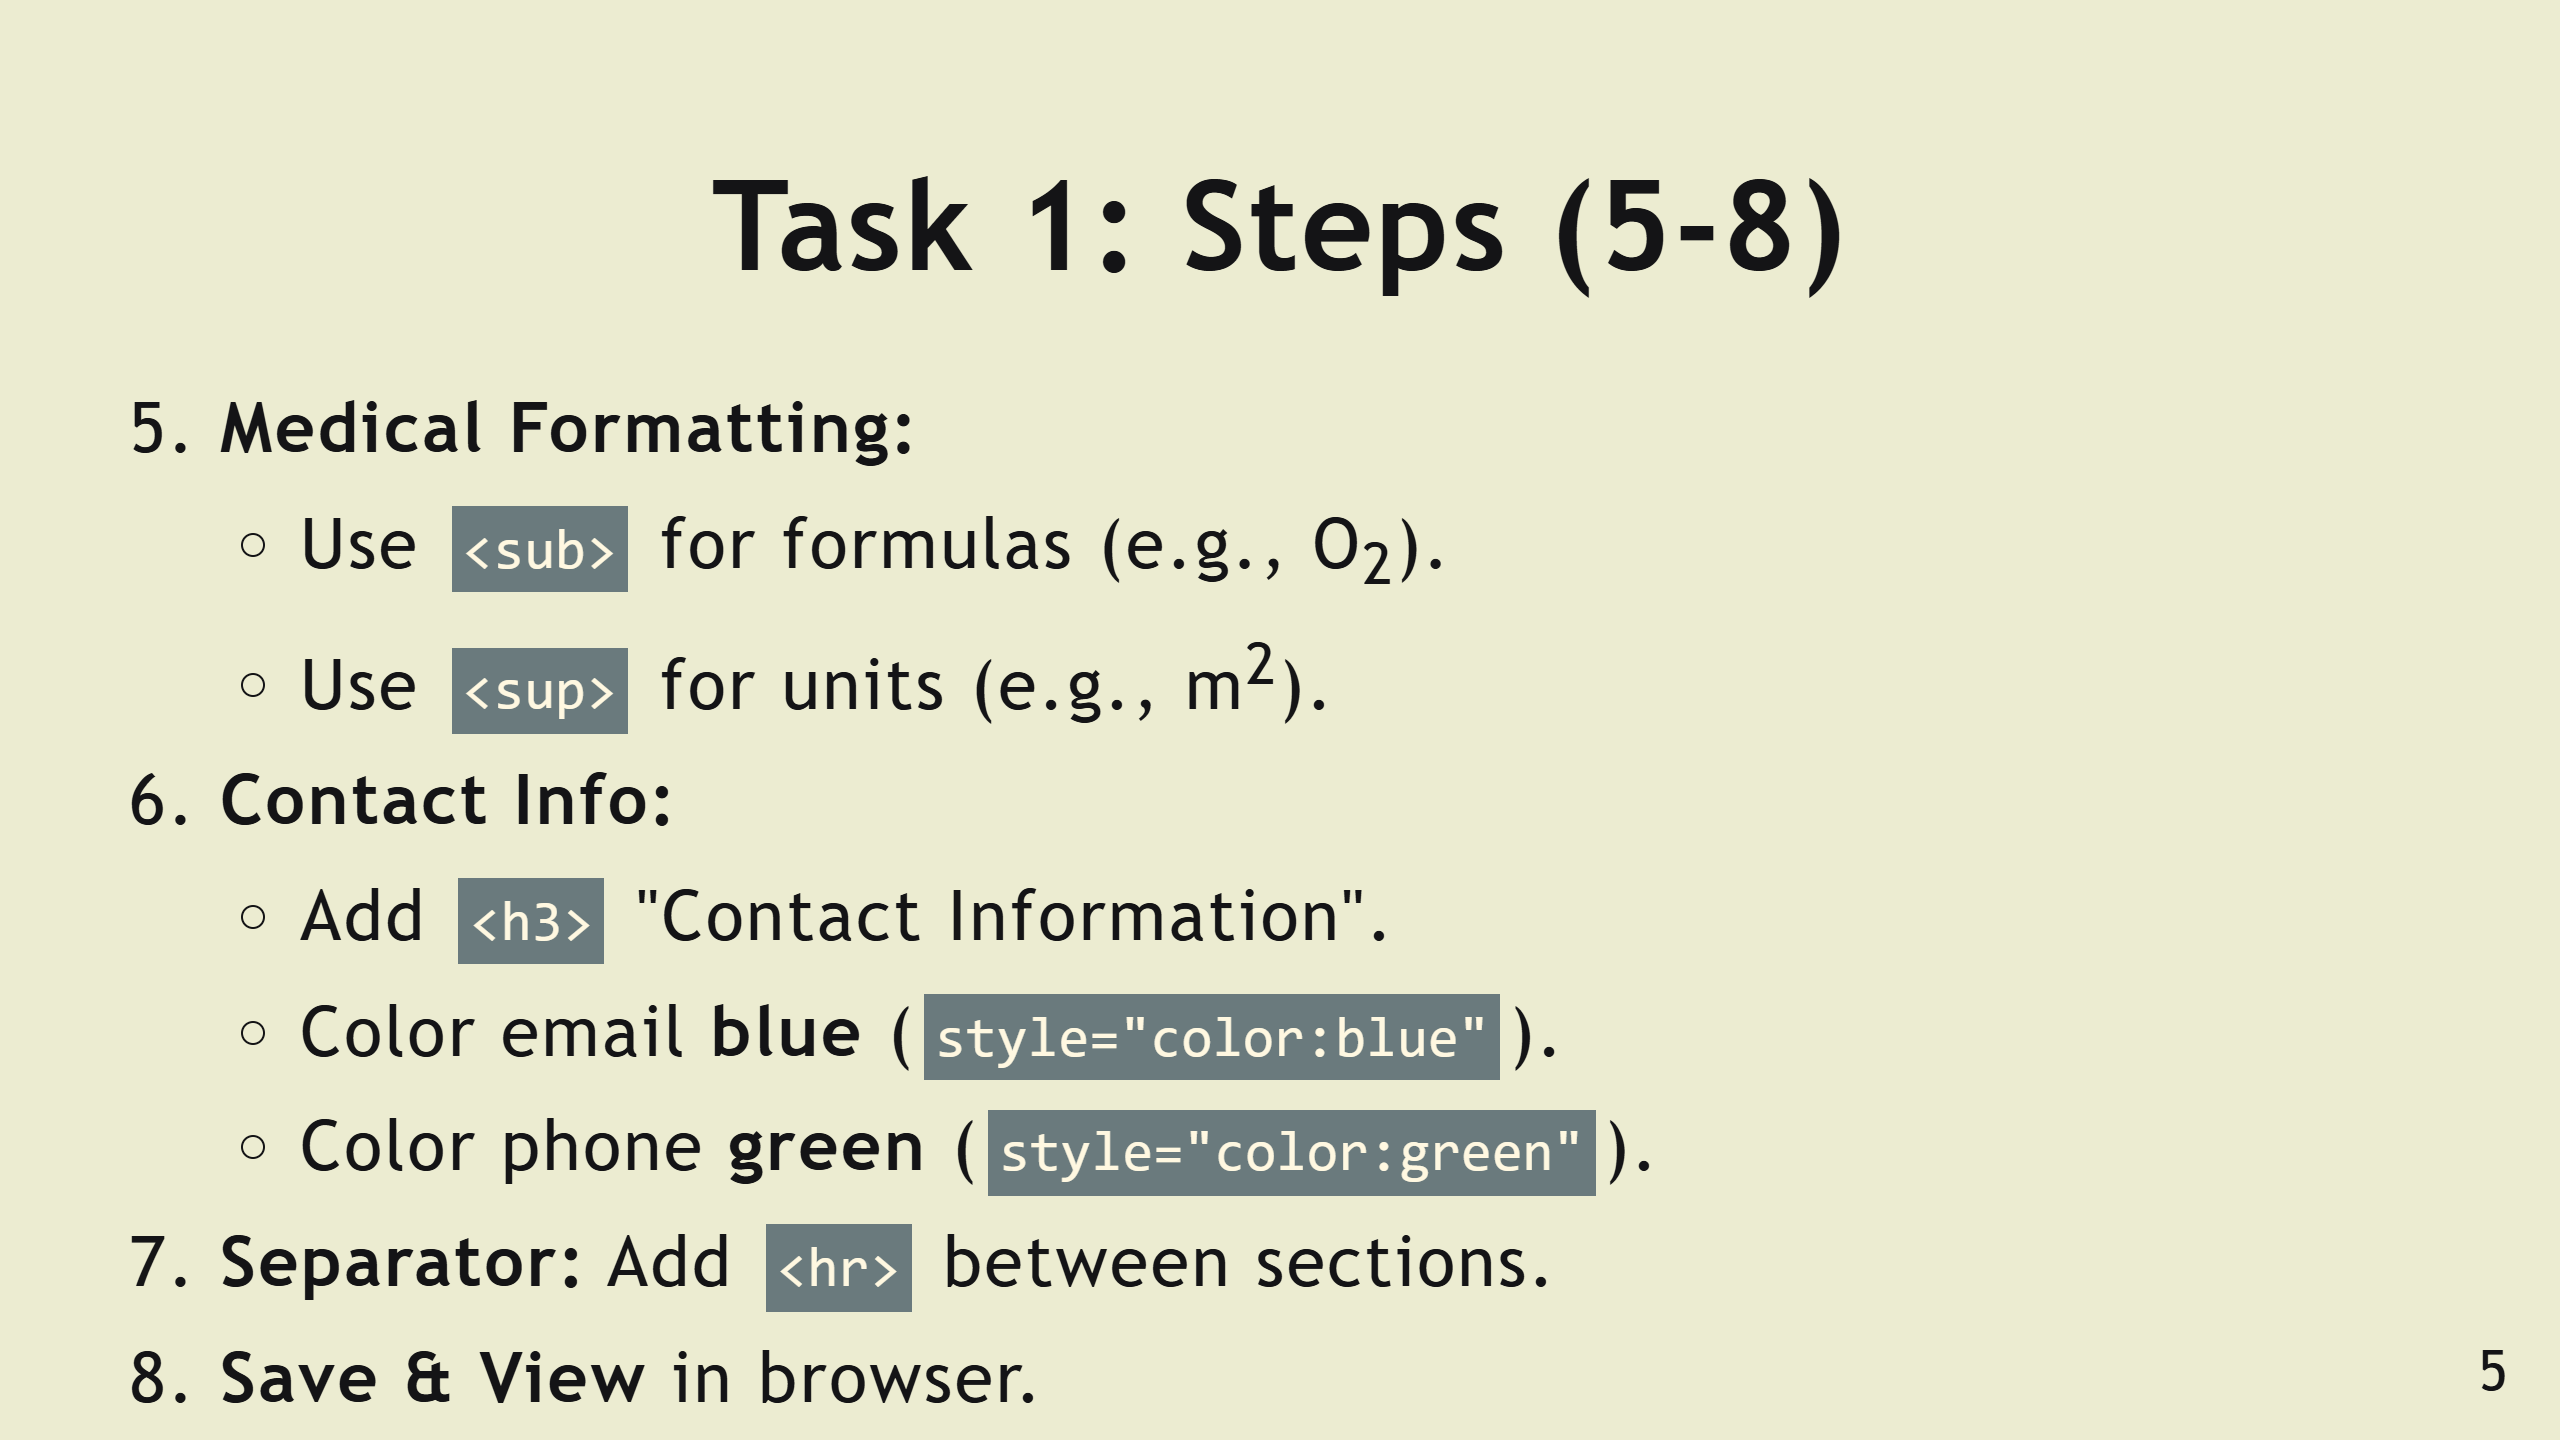 Task 1: Steps (5-8)
5. Medical Formatting:
○ Use <sub> for formulas (e.g., O₂).
○ Use <sup> for units (e.g., m²).
6. Contact Info:
○ Add <h3> "Contact Information".
○ Color email blue ( style="color:blue" ).
○ Color phone green ( style="color:green" ).
7. Separator: Add <hr> between sections.
8. Save & View in browser.
5